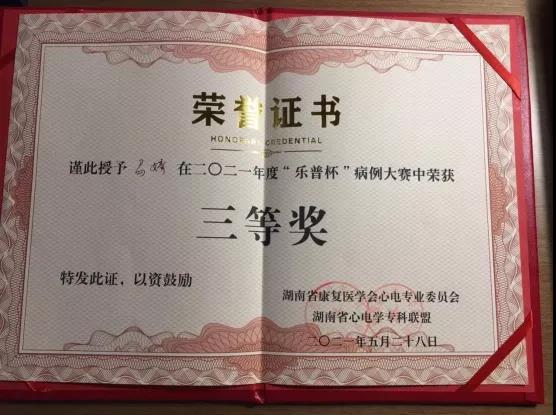 荣誉证书
HONORARY CREDENTIAL
谨此授予 马婧 在二〇二一年度“乐普杯”病例大赛中荣获
三等奖
特发此证，以资鼓励
湖南省康复医学会心电专业委员会
湖南省心电学专科联盟
二〇二一年五月二十八日